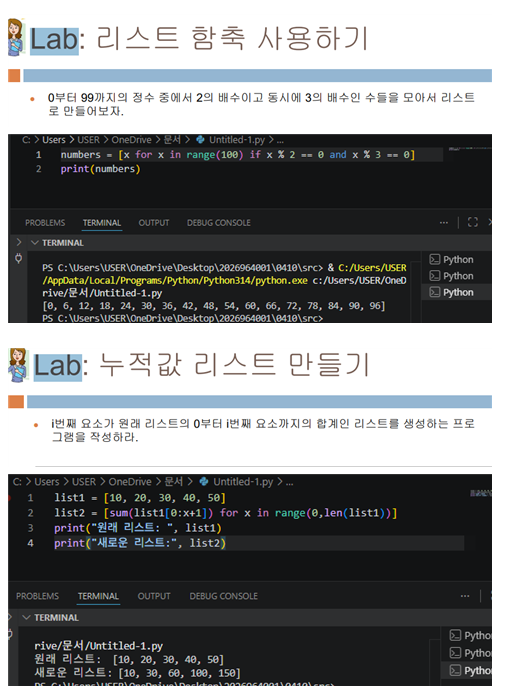 Lab: 리스트 함축 사용하기
• 0부터 99까지의 정수 중에서 2의 배수이고 동시에 3의 배수인 수들을 모아서 리스트
로 만들어보자.
C: > Users > USER > OneDrive > 문서 > Untitled-1.py > ...
1 numbers = [x for x in range(100) if x % 2 == 0 and x % 3 == 0]
2 print(numbers)
PROBLEMS TERMINAL OUTPUT DEBUG CONSOLE ...
TERMINAL
PS C:\Users\USER\OneDrive\Desktop\2026964001\0410\src> & C:/Users/USER
/AppData/Local/Programs/Python/Python314/python.exe c:/Users/USER/OneD
rive/문서/Untitled-1.py
[0, 6, 12, 18, 24, 30, 36, 42, 48, 54, 60, 66, 72, 78, 84, 90, 96]
PS C:\Users\USER\OneDrive\Desktop\2026964001\0410\src>
Python
Python
Python
Lab: 누적값 리스트 만들기
• i번째 요소가 원래 리스트의 0부터 i번째 요소까지의 합계인 리스트를 생성하는 프로
그램을 작성하라.
C: > Users > USER > OneDrive > 문서 > Untitled-1.py > ...
1 list1 = [10, 20, 30, 40, 50]
2 list2 = [sum(list1[0:x+1]) for x in range(0,len(list1))]
3 print("원래 리스트: ", list1)
4 print("새로운 리스트:", list2)
PROBLEMS TERMINAL OUTPUT DEBUG CONSOLE ...
TERMINAL
rive/문서/Untitled-1.py
원래 리스트:  [10, 20, 30, 40, 50]
새로운 리스트: [10, 30, 60, 100, 150]
PS C:\Users\USER\OneDrive\Desktop\2026964001\0410\src>
Pytho
Pytho
Pytho